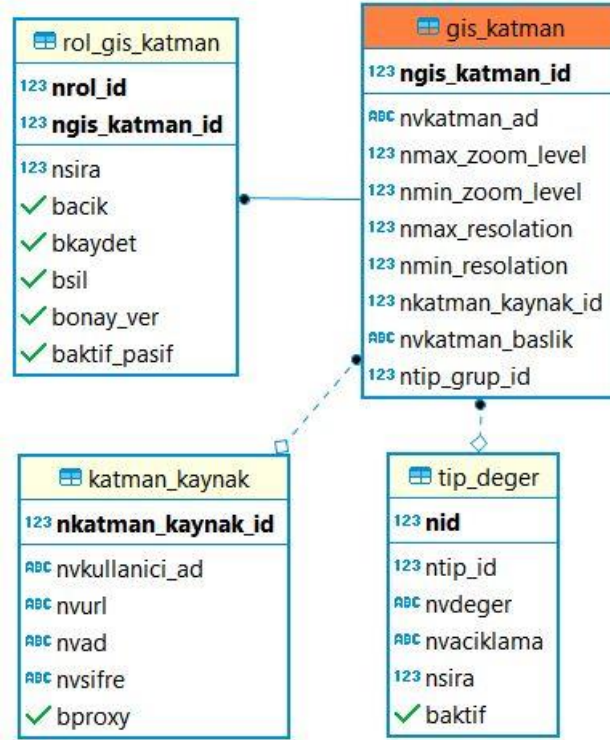 rol_gis_katman
123 nrol_id
123 ngis_katman_id
123 nsira
bacik
bkaydet
bsil
bonay_ver
baktif_pasif
gis_katman
123 ngis_katman_id
ABC nvkatman_ad
123 nmax_zoom_level
123 nmin_zoom_level
123 nmax_resolation
123 nmin_resolation
123 nkatman_kaynak_id
ABC nvkatman_baslik
123 ntip_grup_id
katman_kaynak
123 nkatman_kaynak_id
ABC nvkullanici_ad
ABC nvurl
ABC nvad
ABC nvsifre
bproxy
tip_deger
123 nid
123 ntip_id
ABC nvdeger
ABC nvaciklama
123 nsira
baktif